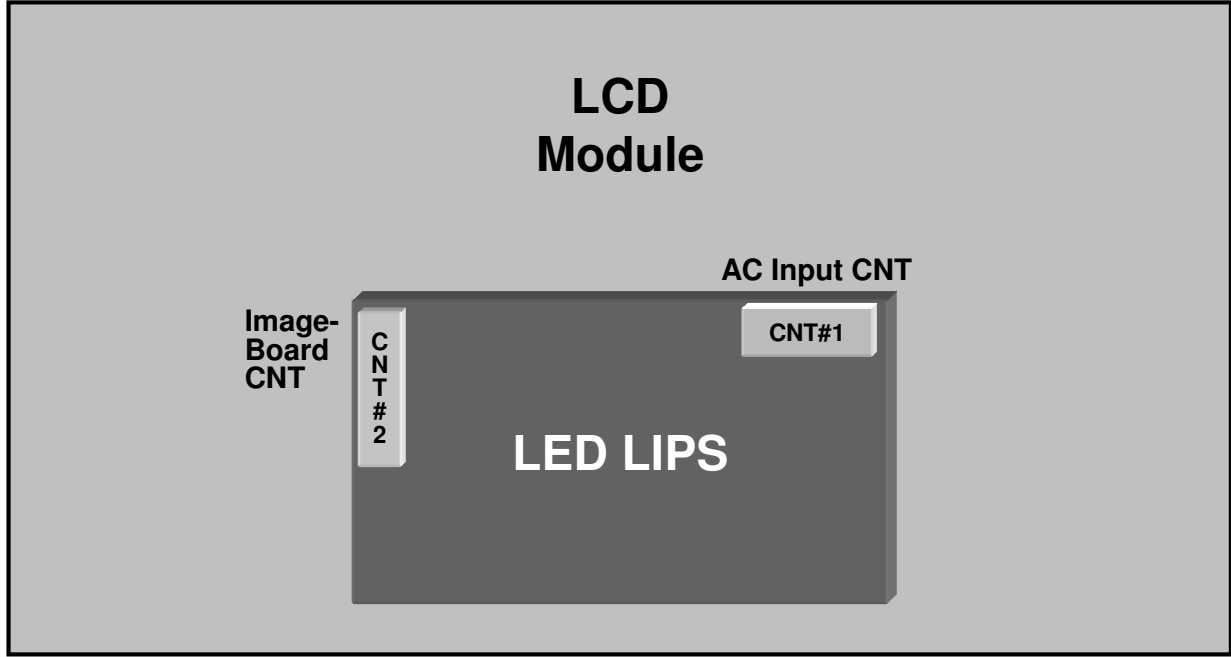 LCD
Module
AC Input CNT
Image-
Board
CNT
C
N
T
#
2
CNT#1
LED LIPS